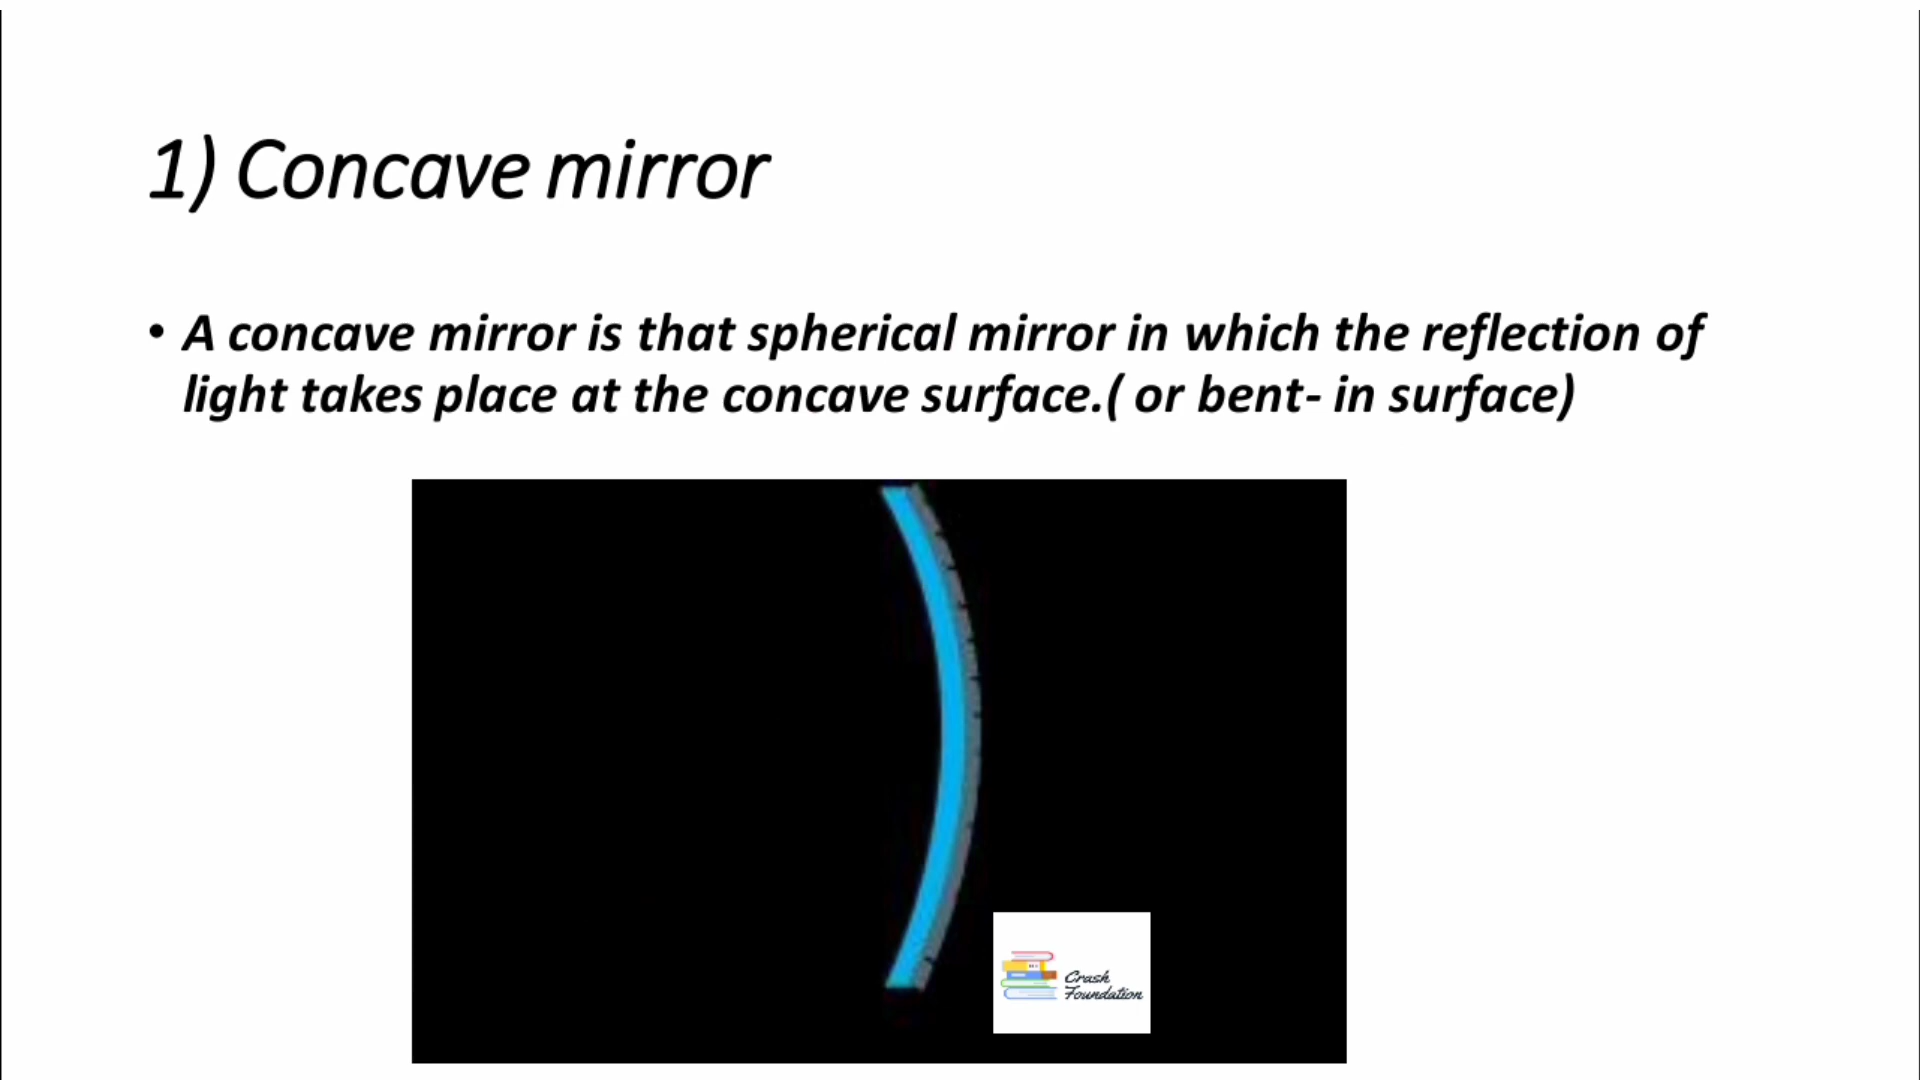 1) Concave mirror
• A concave mirror is that spherical mirror in which the reflection of
light takes place at the concave surface.( or bent- in surface)
Crash
Foundation